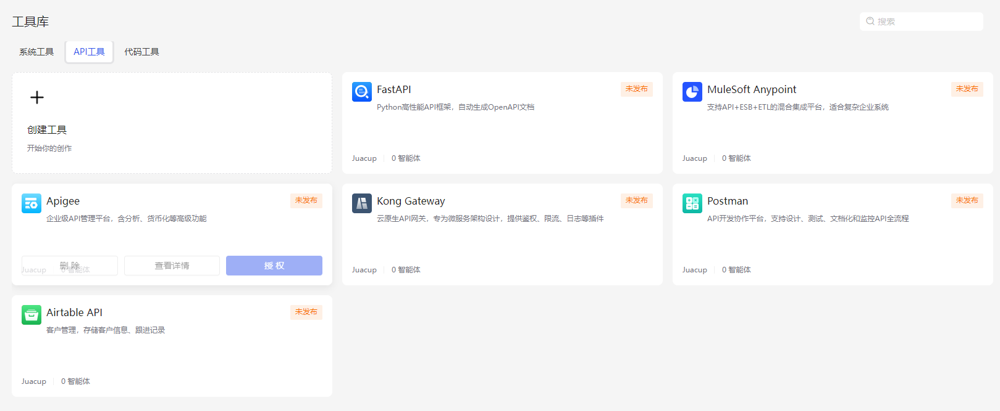 工具库
搜索
系统工具
API工具
代码工具
创建工具
开始你的创作
FastAPI
未发布
Python高性能API框架，自动生成OpenAPI文档
Juacup
0 智能体
MuleSoft Anypoint
未发布
支持API+ESB+ETL的混合集成平台，适合复杂企业系统
Juacup
0 智能体
Apigee
未发布
企业级API管理平台，含分析、货币化等高级功能
删 除
查看详情
授 权
Juacup
0 智能体
Kong Gateway
未发布
云原生API网关，专为微服务架构设计，提供鉴权、限流、日志等插件
Juacup
0 智能体
Postman
未发布
API开发协作平台，支持设计、测试、文档化和监控API全流程
Juacup
0 智能体
Airtable API
未发布
客户管理，存储客户信息、跟进记录
Juacup
0 智能体